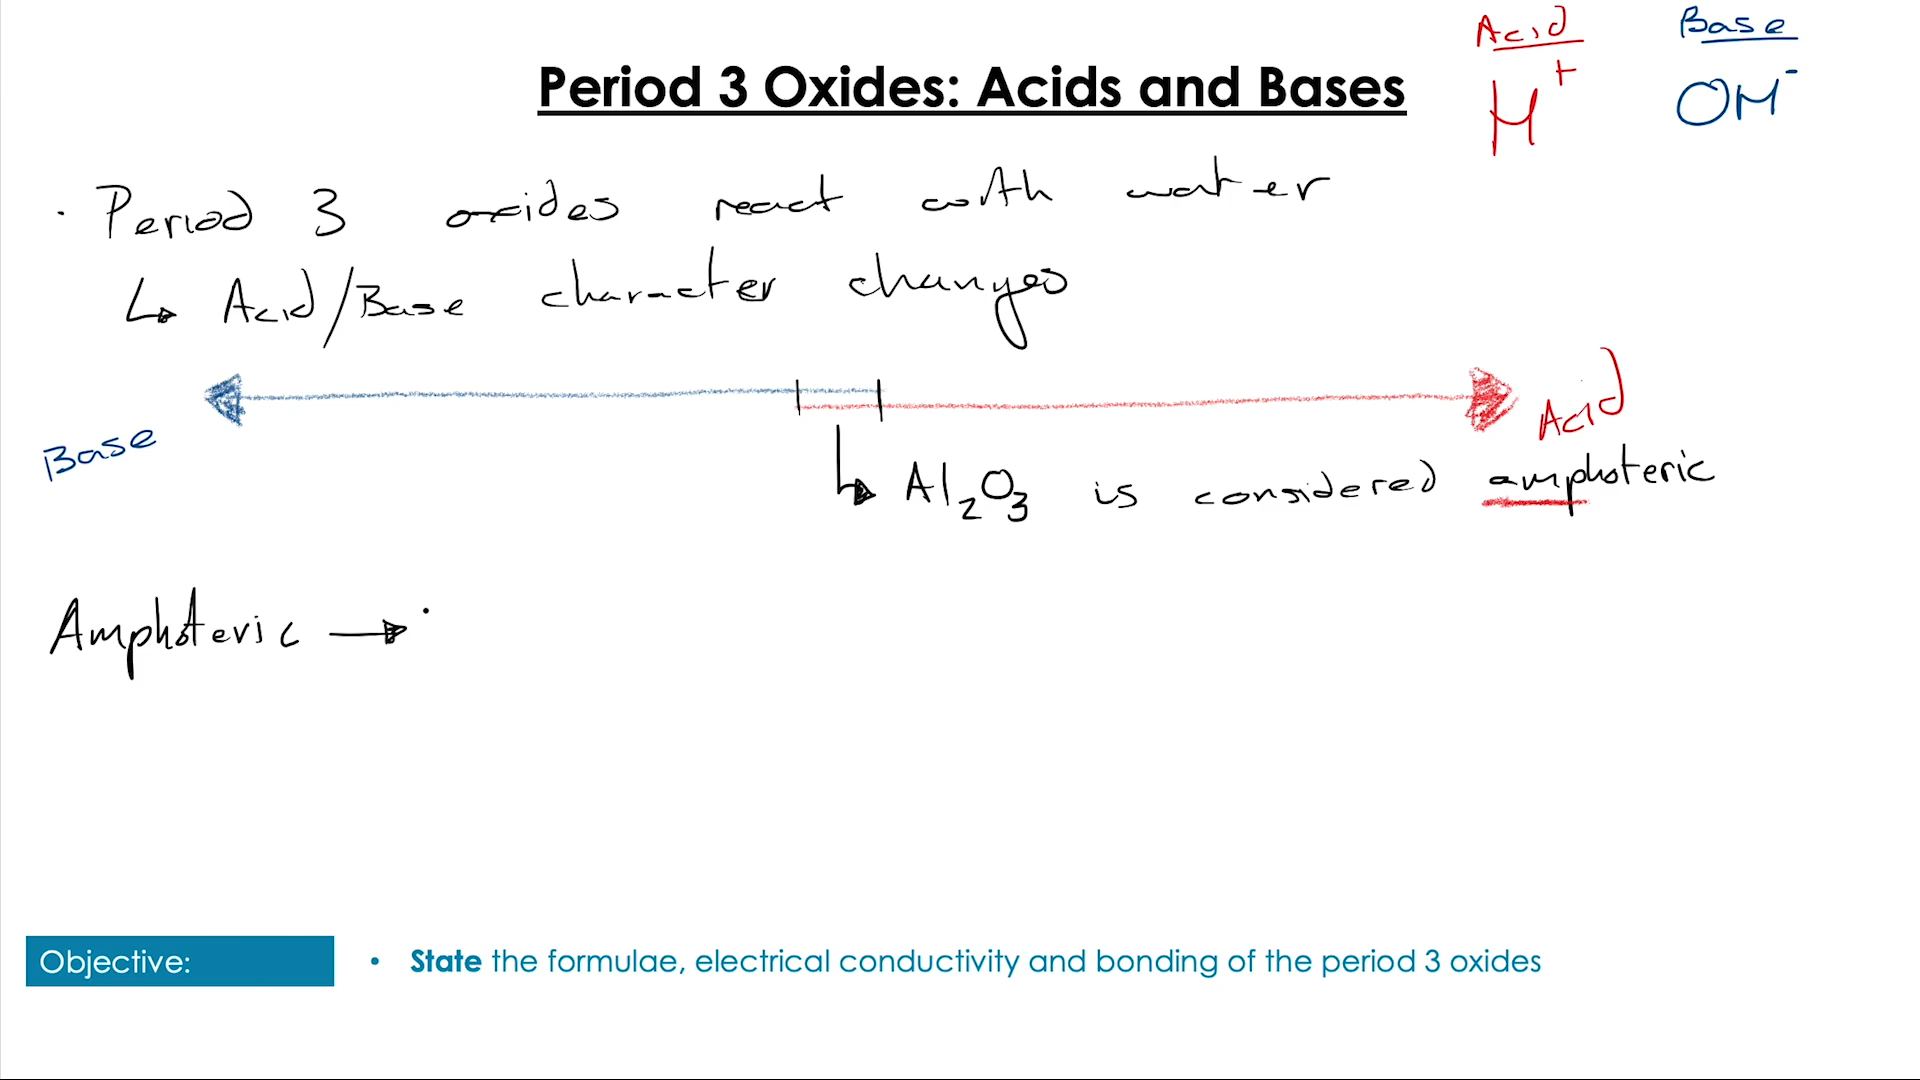 Acid Base
Period 3 Oxides: Acids and Bases
H⁺ OH⁻
· Period 3 oxides react with water
↳ Acid/Base character changes
Base Acid
↳ Al₂O₃ is considered amphoteric
Amphoteric →
Objective:
• State the formulae, electrical conductivity and bonding of the period 3 oxides